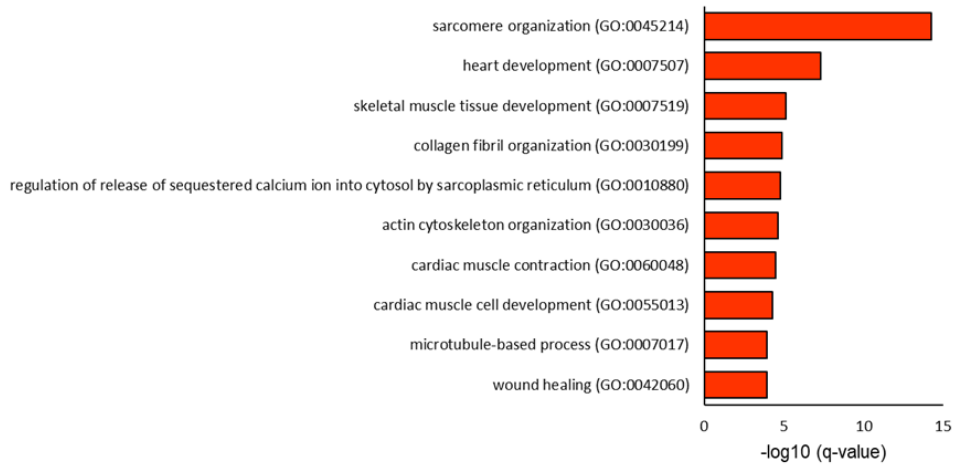 sarcomere organization (GO:0045214)
heart development (GO:0007507)
skeletal muscle tissue development (GO:0007519)
collagen fibril organization (GO:0030199)
regulation of release of sequestered calcium ion into cytosol by sarcoplasmic reticulum (GO:0010880)
actin cytoskeleton organization (GO:0030036)
cardiac muscle contraction (GO:0060048)
cardiac muscle cell development (GO:0055013)
microtubule-based process (GO:0007017)
wound healing (GO:0042060)
0 5 10 15
-log10 (q-value)